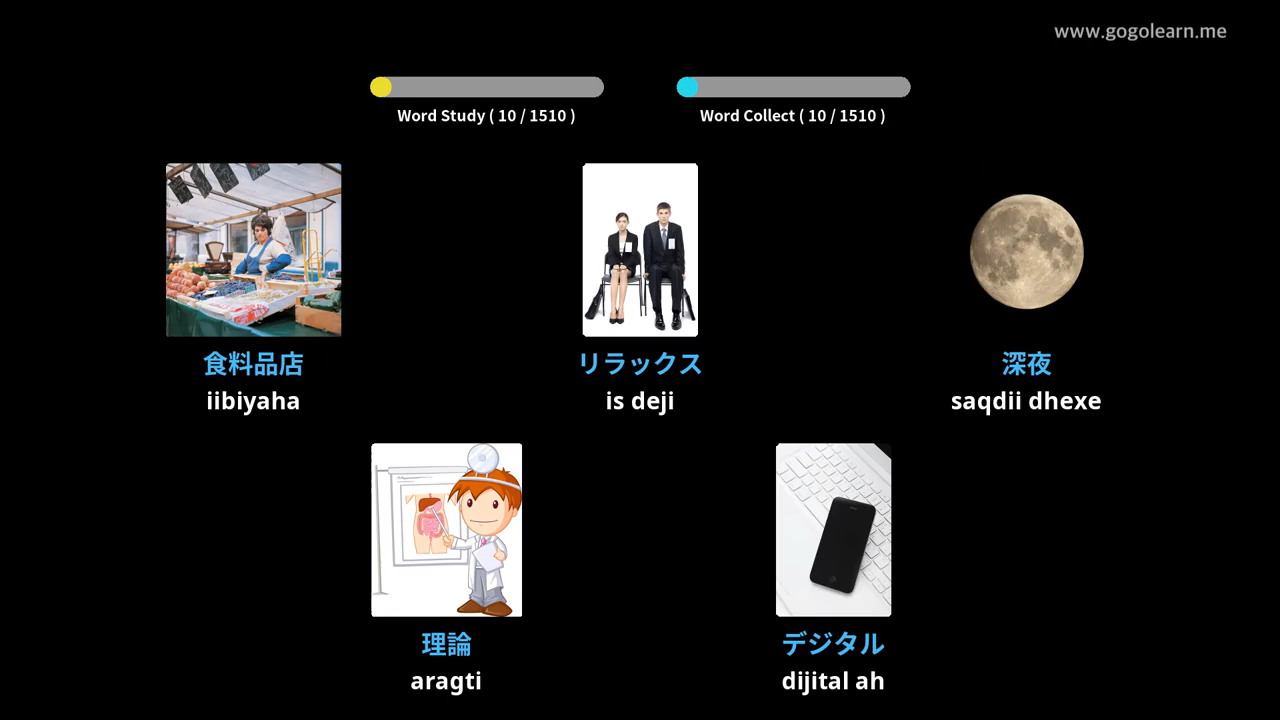 www.gogolearn.me
Word Study ( 10 / 1510 )
Word Collect ( 10 / 1510 )
食料品店
iibiyaha
リラックス
is deji
深夜
saqdii dhexe
理論
aragti
デジタル
dijital ah